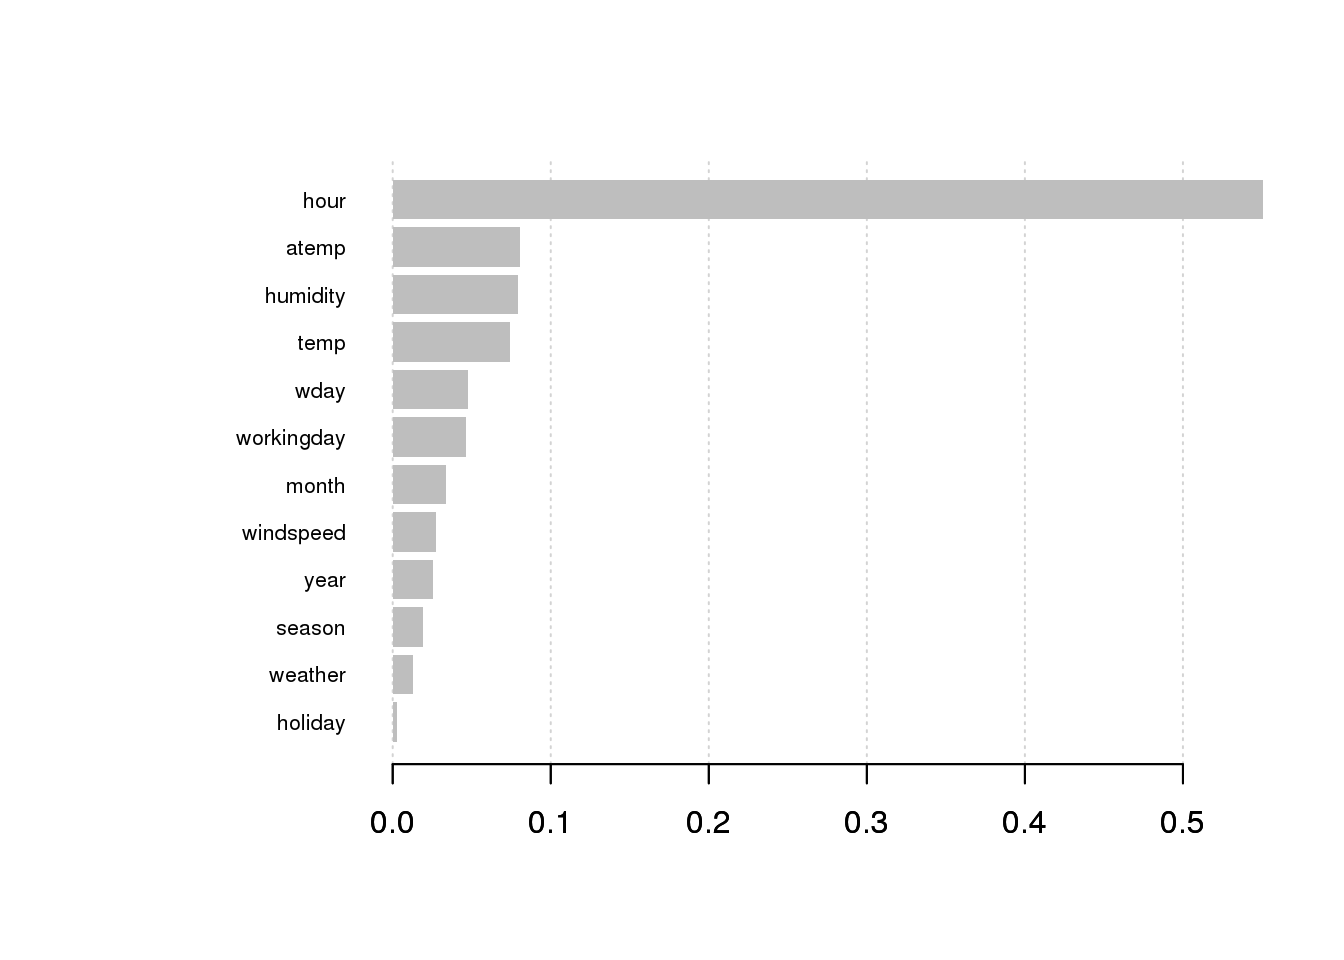 hour
atemp
humidity
temp
wday
workingday
month
windspeed
year
season
weather
holiday
0.0 0.1 0.2 0.3 0.4 0.5